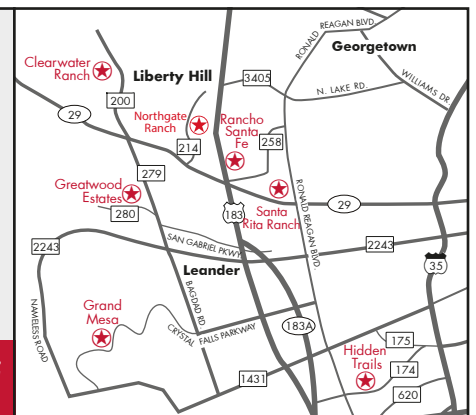 RONALD REAGAN BLVD.
Georgetown
Clearwater
Ranch
Liberty Hill
3405
WILLIAMS DR.
N. LAKE RD.
200
29
Northgate
Ranch
Rancho
Santa
Fe
214
258
279
Greatwood
Estates
280
183
Santa
Rita Ranch
29
RONALD REAGAN BLVD.
2243
SAN GABRIEL PKWY
2243
Leander
35
NAMELESS ROAD
BAGDAD RD.
Grand
Mesa
CRYSTAL FALLS PARKWAY
183A
175
Hidden
Trails
174
1431
620